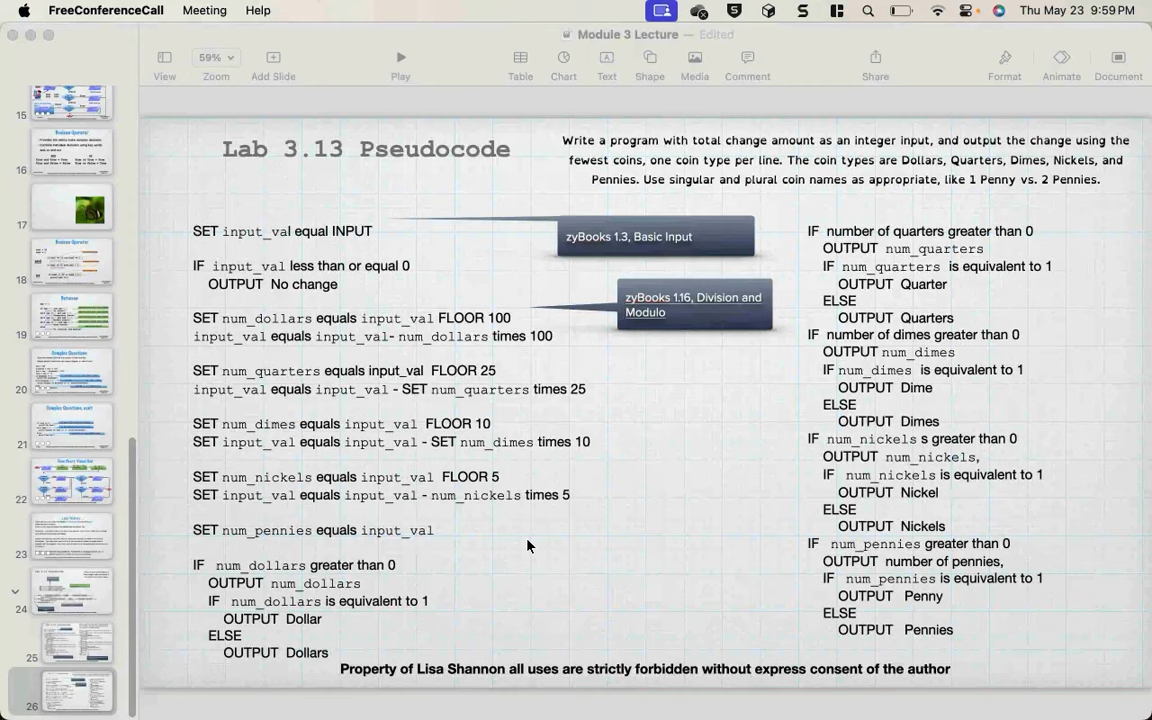 FreeConferenceCall Meeting Help Thu May 23 9:59 PM
Module 3 Lecture — Edited
59%
View Zoom Add Slide Play Table Chart Text Shape Media Comment Share Format Animate Document
15
16
17
18
19
20
21
22
23
24
25
26
Lab 3.13 Pseudocode
Write a program with total change amount as an integer input, and output the change using the
fewest coins, one coin type per line. The coin types are Dollars, Quarters, Dimes, Nickels, and
Pennies. Use singular and plural coin names as appropriate, like 1 Penny vs. 2 Pennies.
SET input_val equal INPUT
IF input_val less than or equal 0
OUTPUT No change
SET num_dollars equals input_val FLOOR 100
input_val equals input_val- num_dollars times 100
SET num_quarters equals input_val FLOOR 25
input_val equals input_val - SET num_quarters times 25
SET num_dimes equals input_val FLOOR 10
SET input_val equals input_val - SET num_dimes times 10
SET num_nickels equals input_val FLOOR 5
SET input_val equals input_val - num_nickels times 5
SET num_pennies equals input_val
IF num_dollars greater than 0
OUTPUT num_dollars
IF num_dollars is equivalent to 1
OUTPUT Dollar
ELSE
OUTPUT Dollars
zyBooks 1.3, Basic Input
zyBooks 1.16, Division and
Modulo
IF number of quarters greater than 0
OUTPUT num_quarters
IF num_quarters is equivalent to 1
OUTPUT Quarter
ELSE
OUTPUT Quarters
IF number of dimes greater than 0
OUTPUT num_dimes
IF num_dimes is equivalent to 1
OUTPUT Dime
ELSE
OUTPUT Dimes
IF num_nickels s greater than 0
OUTPUT num_nickels,
IF num_nickels is equivalent to 1
OUTPUT Nickel
ELSE
OUTPUT Nickels
IF num_pennies greater than 0
OUTPUT number of pennies,
IF num_pennies is equivalent to 1
OUTPUT Penny
ELSE
OUTPUT Pennies
Property of Lisa Shannon all uses are strictly forbidden without express consent of the author